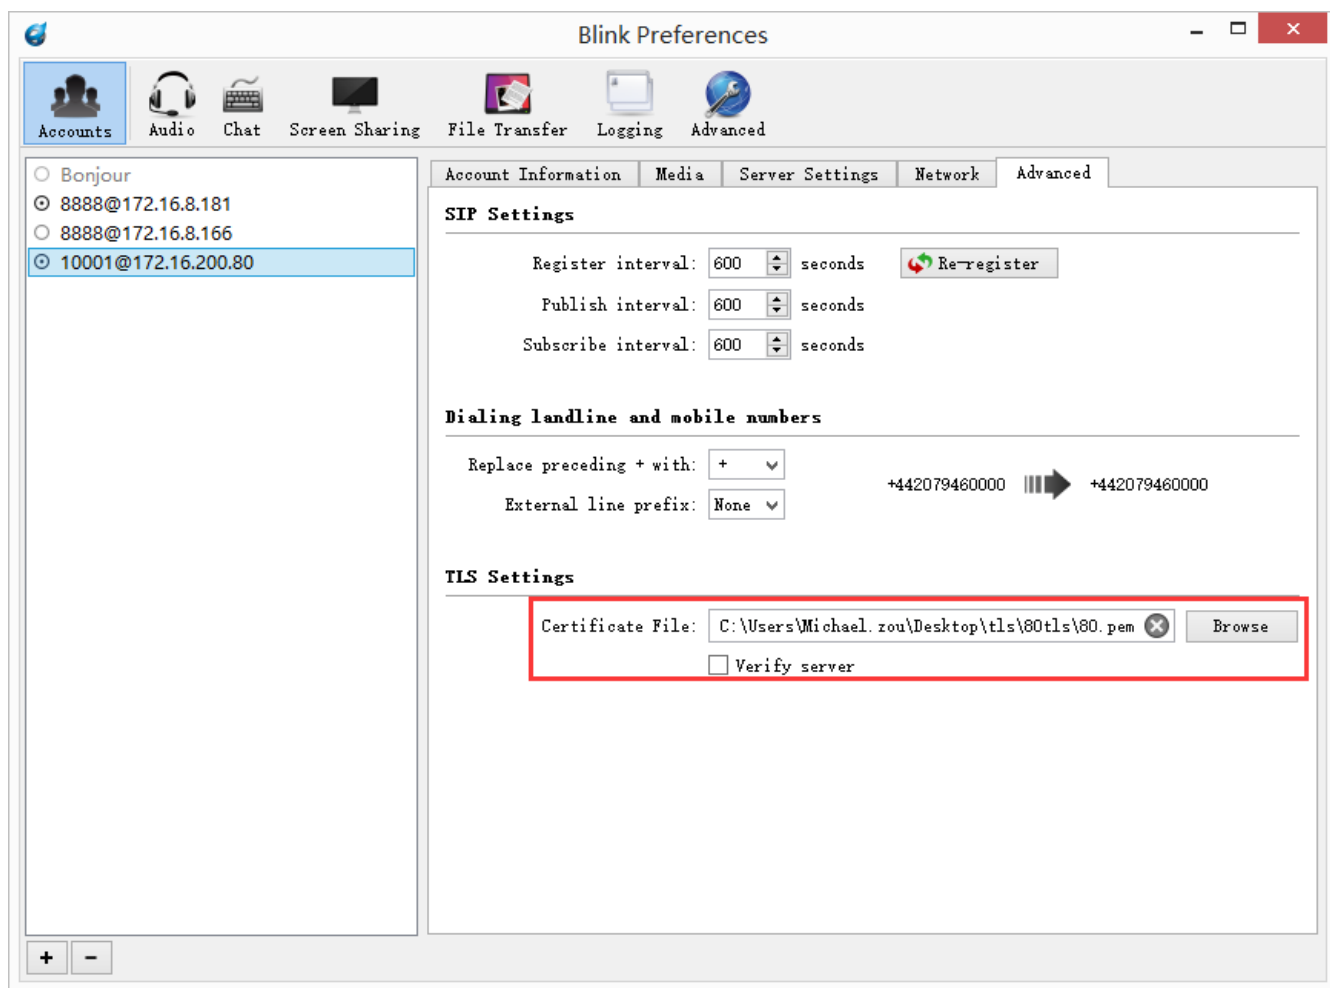 Blink Preferences
Accounts Audio Chat Screen Sharing File Transfer Logging Advanced
Bonjour
8888@172.16.8.181
8888@172.16.8.166
10001@172.16.200.80
Account Information Media Server Settings Network Advanced
SIP Settings
Register interval: 600 seconds Re-register
Publish interval: 600 seconds
Subscribe interval: 600 seconds
Dialing landline and mobile numbers
Replace preceding + with: +
+442079460000 +442079460000
External line prefix: None
TLS Settings
Certificate File: C:\Users\Michael.zou\Desktop\tls\80tls\80.pem Browse
Verify server
+ -